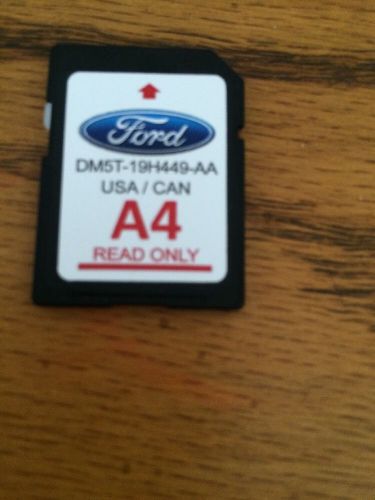 Ford
DM5T-19H449-AA
USA / CAN
A4
READ ONLY